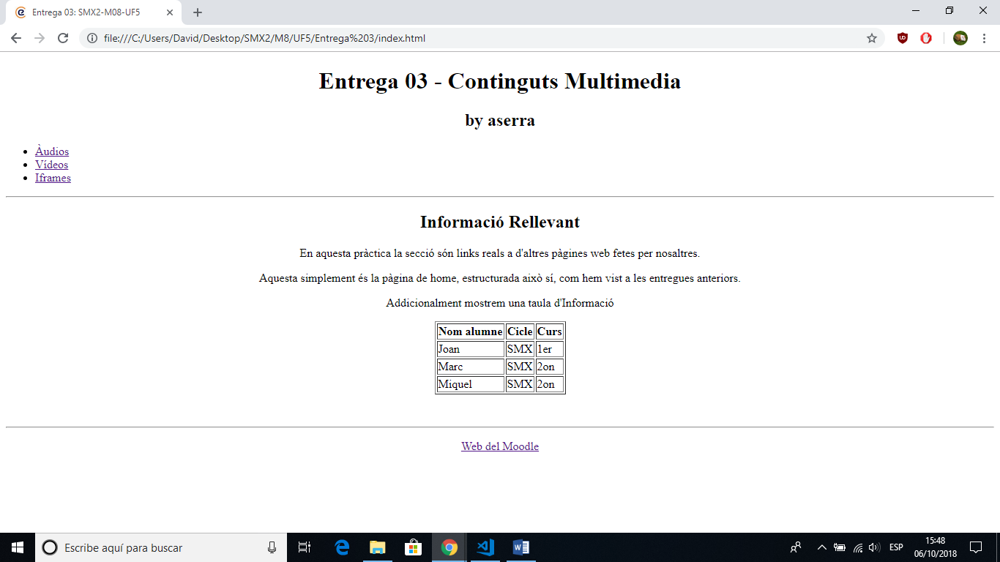 Entrega 03: SMX2-M08-UF5
file:///C:/Users/David/Desktop/SMX2/M8/UF5/Entrega%203/index.html
Entrega 03 - Continguts Multimedia
by aserra
Àudios
Vídeos
Iframes
Informació Rellevant
En aquesta pràctica la secció són links reals a d'altres pàgines web fetes per nosaltres.
Aquesta simplement és la pàgina de home, estructurada això sí, com hem vist a les entregues anteriors.
Addicionalment mostrem una taula d'Informació
Nom alumne Cicle Curs
Joan SMX 1er
Marc SMX 2on
Miquel SMX 2on
Web del Moodle
Escribe aquí para buscar
ESP
15:48
06/10/2018